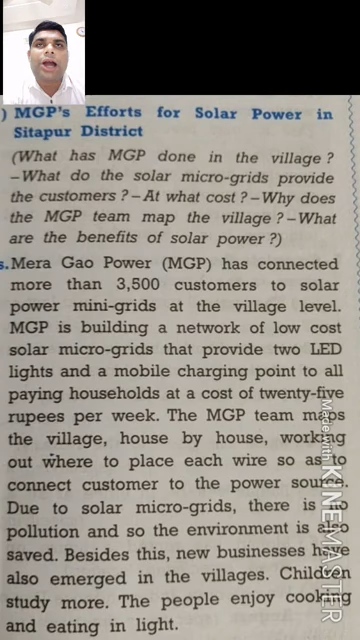 ) MGP's Efforts for Solar Power in
Sitapur District
(What has MGP done in the village ?
–What do the solar micro-grids provide
the customers ? – At what cost ? – Why does
the MGP team map the village ? – What
are the benefits of solar power ?)
s. Mera Gao Power (MGP) has connected
more than 3,500 customers to solar
power mini-grids at the village level.
MGP is building a network of low cost
solar micro-grids that provide two LED
lights and a mobile charging point to all
paying households at a cost of twenty-five
rupees per week. The MGP team maps
the village, house by house, working
out where to place each wire so as to
connect customer to the power source.
Due to solar micro-grids, there is no
pollution and so the environment is also
saved. Besides this, new businesses have
also emerged in the villages. Children
study more. The people enjoy cooking
and eating in light.
Made with KINEMASTER